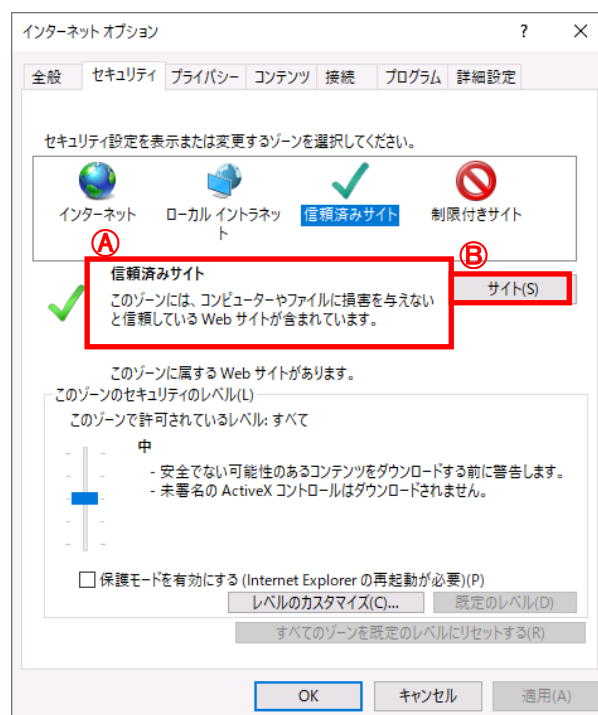 インターネット オプション ? ×
全般 セキュリティ プライバシー コンテンツ 接続 プログラム 詳細設定
セキュリティ設定を表示または変更するゾーンを選択してください。
インターネット ローカル イントラネッ 信頼済みサイト 制限付きサイト
ト
Ⓐ Ⓑ
信頼済みサイト
サイト(S)
このゾーンには、コンピューターやファイルに損害を与えない
と信頼している Web サイトが含まれています。
このゾーンに属する Web サイトがあります。
このゾーンのセキュリティのレベル(L)
このゾーンで許可されているレベル: すべて
中
- 安全でない可能性のあるコンテンツをダウンロードする前に警告します。
- 未署名の ActiveX コントロールはダウンロードされません。
保護モードを有効にする (Internet Explorer の再起動が必要)(P)
レベルのカスタマイズ(C)... 既定のレベル(D)
すべてのゾーンを既定のレベルにリセットする(R)
OK キャンセル 適用(A)